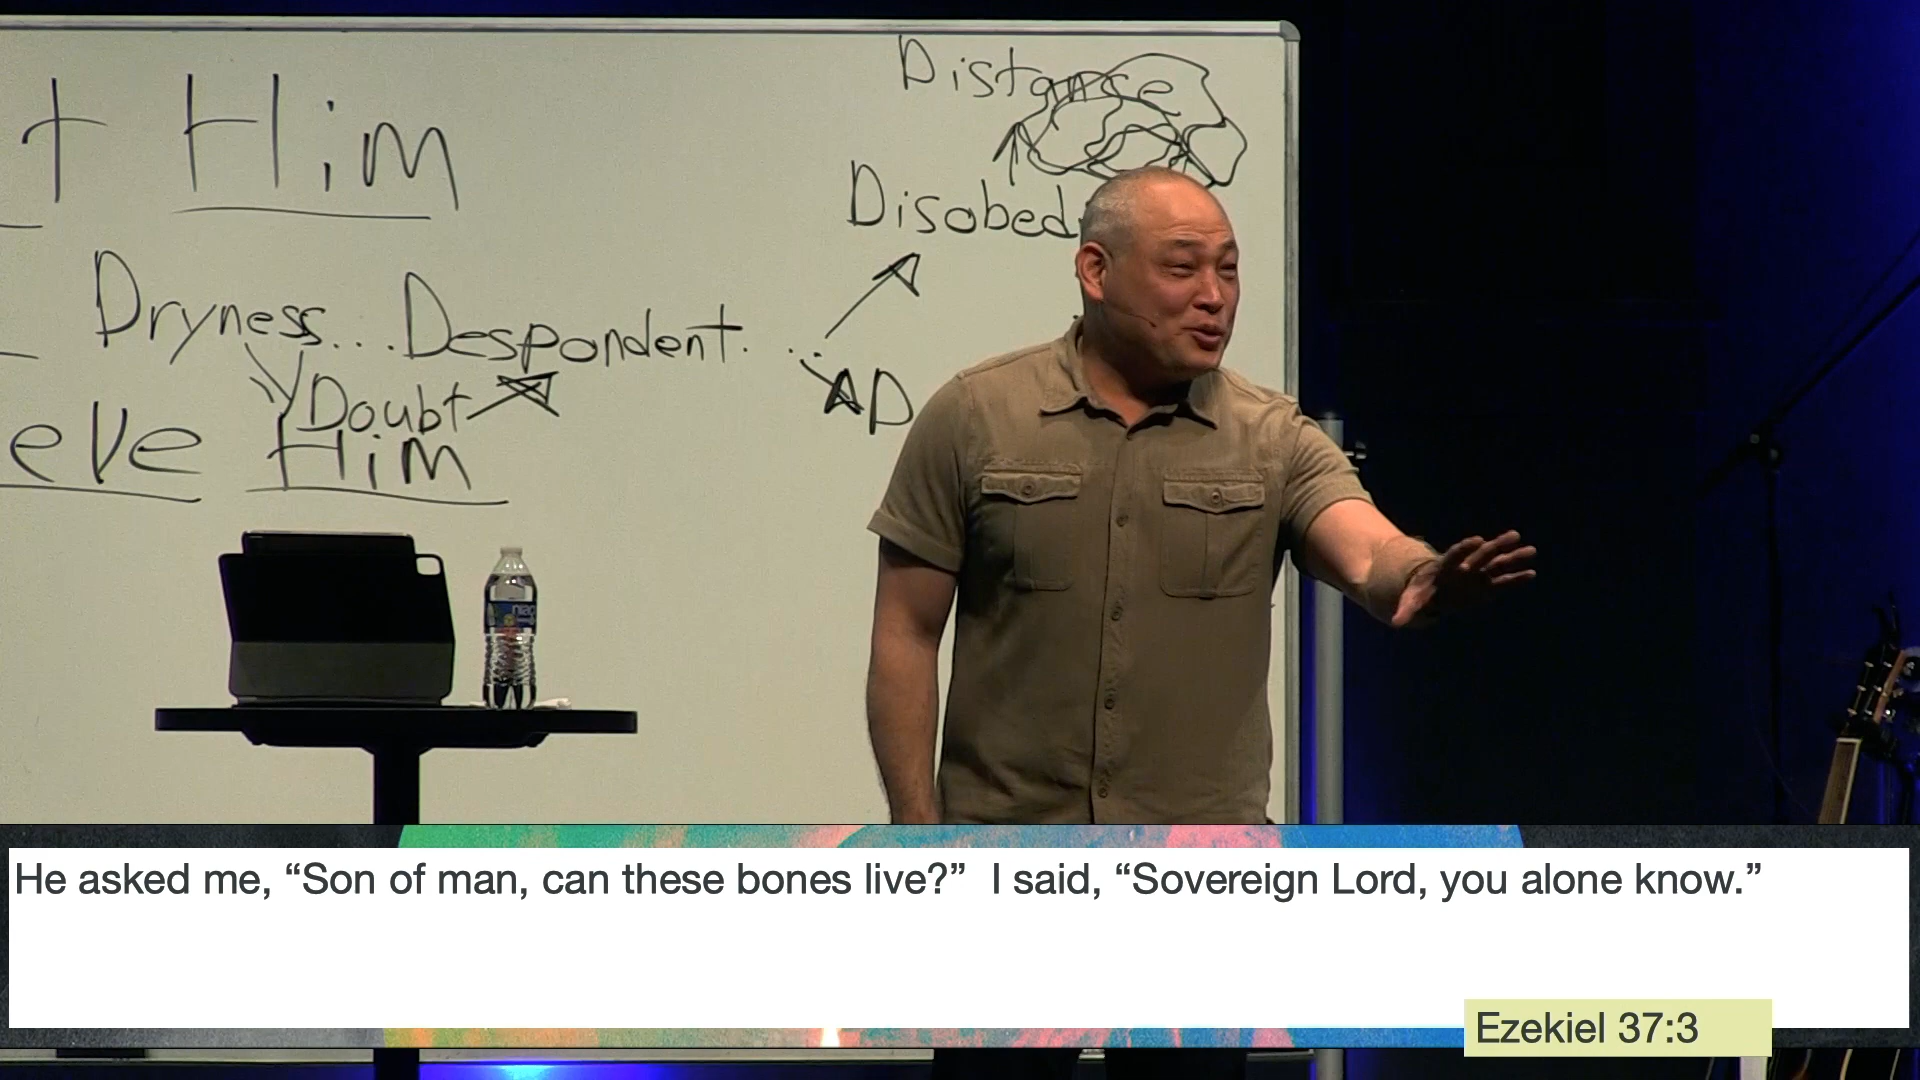 Distance
t Him
Disobed
Dryness... Despondent...
Doubt
D
eve Him
He asked me, “Son of man, can these bones live?”  I said, “Sovereign Lord, you alone know.”
Ezekiel 37:3